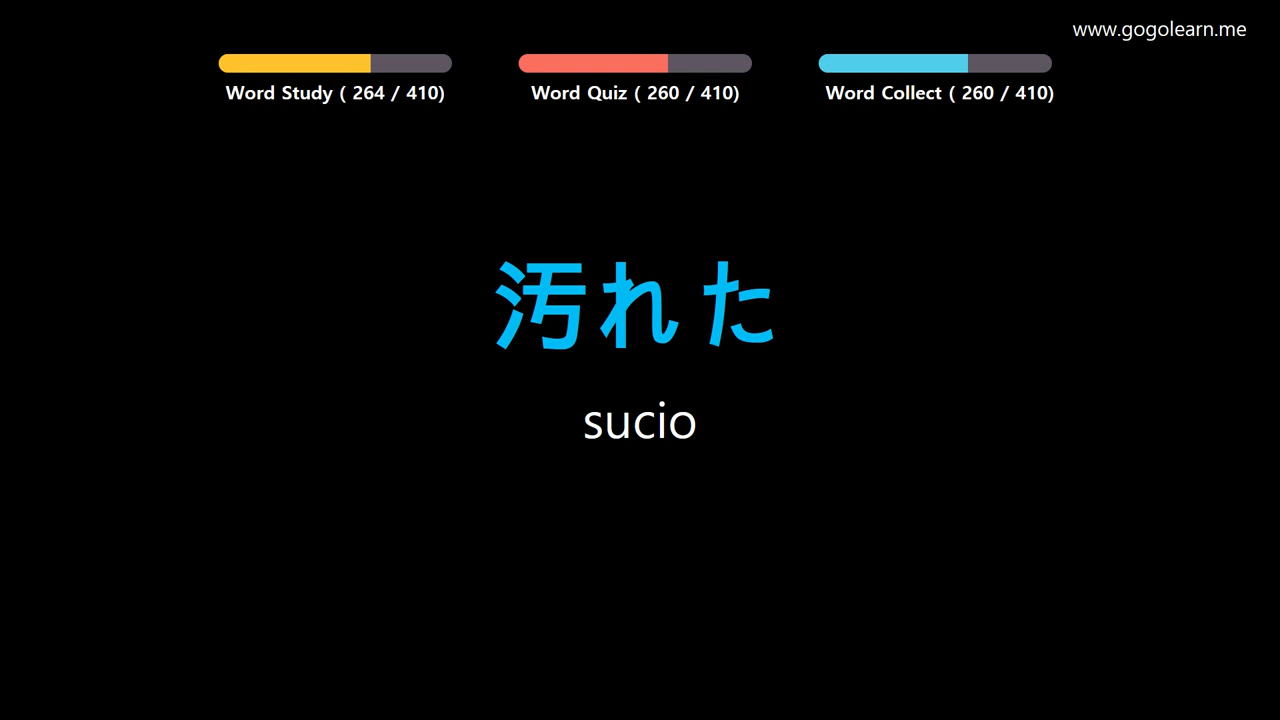 www.gogolearn.me
Word Study ( 264 / 410)
Word Quiz ( 260 / 410)
Word Collect ( 260 / 410)
汚れた
sucio